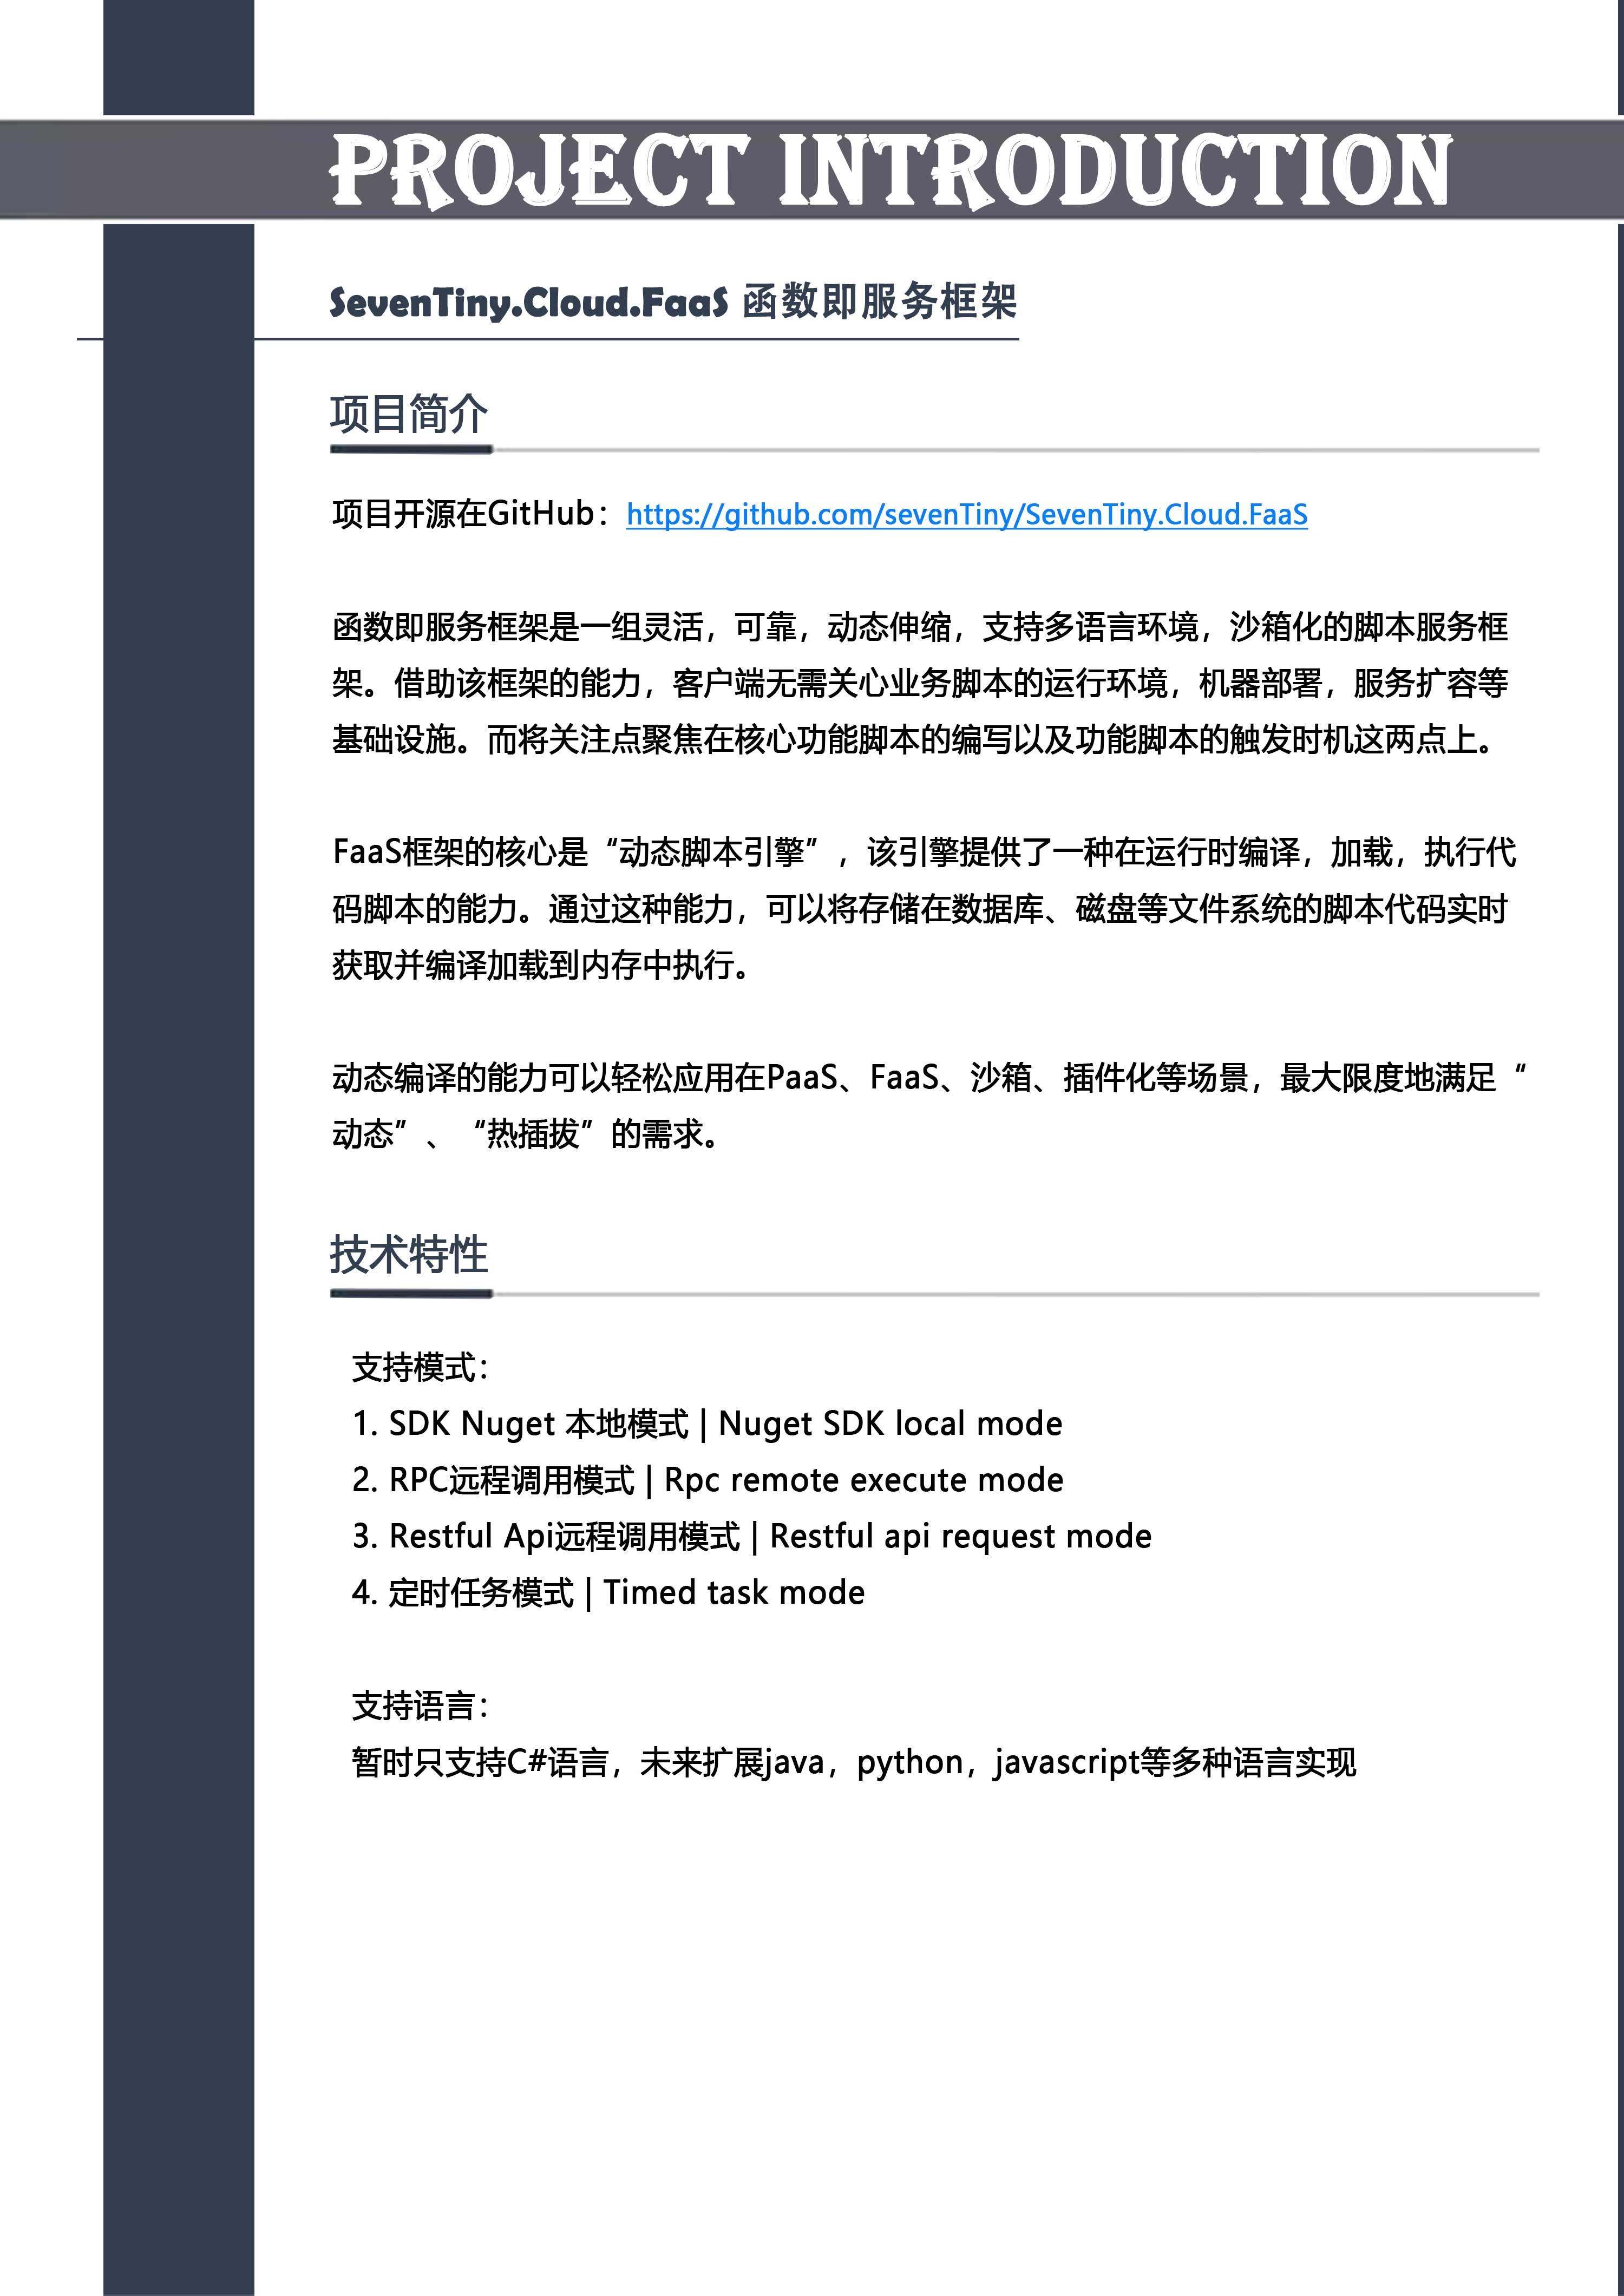 PROJECT INTRODUCTION
SevenTiny.Cloud.FaaS 函数即服务框架
项目简介
项目开源在GitHub：https://github.com/sevenTiny/SevenTiny.Cloud.FaaS
函数即服务框架是一组灵活，可靠，动态伸缩，支持多语言环境，沙箱化的脚本服务框
架。借助该框架的能力，客户端无需关心业务脚本的运行环境，机器部署，服务扩容等
基础设施。而将关注点聚焦在核心功能脚本的编写以及功能脚本的触发时机这两点上。
FaaS框架的核心是“动态脚本引擎”，该引擎提供了一种在运行时编译，加载，执行代
码脚本的能力。通过这种能力，可以将存储在数据库、磁盘等文件系统的脚本代码实时
获取并编译加载到内存中执行。
动态编译的能力可以轻松应用在PaaS、FaaS、沙箱、插件化等场景，最大限度地满足“
动态”、“热插拔”的需求。
技术特性
支持模式：
1. SDK Nuget 本地模式 | Nuget SDK local mode
2. RPC远程调用模式 | Rpc remote execute mode
3. Restful Api远程调用模式 | Restful api request mode
4. 定时任务模式 | Timed task mode
支持语言：
暂时只支持C#语言，未来扩展java，python，javascript等多种语言实现